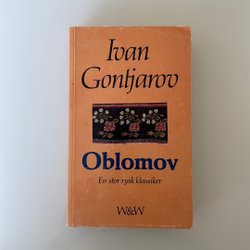 Ivan
Gontjarov
Oblomov
En stor rysk klassiker
W&W